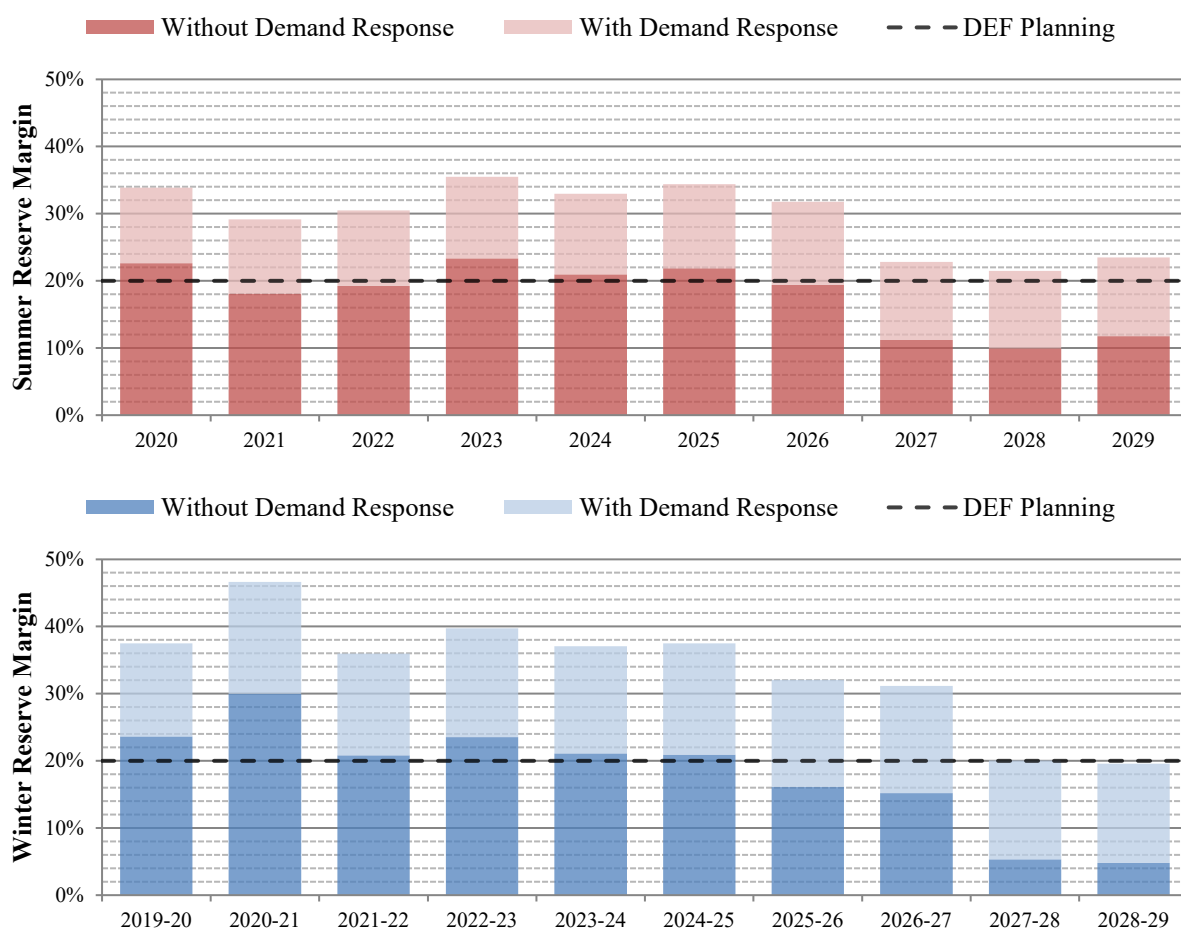 Without Demand Response With Demand Response DEF Planning
Summer Reserve Margin
50%
40%
30%
20%
10%
0%
2020 2021 2022 2023 2024 2025 2026 2027 2028 2029
Without Demand Response With Demand Response DEF Planning
Winter Reserve Margin
50%
40%
30%
20%
10%
0%
2019-20 2020-21 2021-22 2022-23 2023-24 2024-25 2025-26 2026-27 2027-28 2028-29